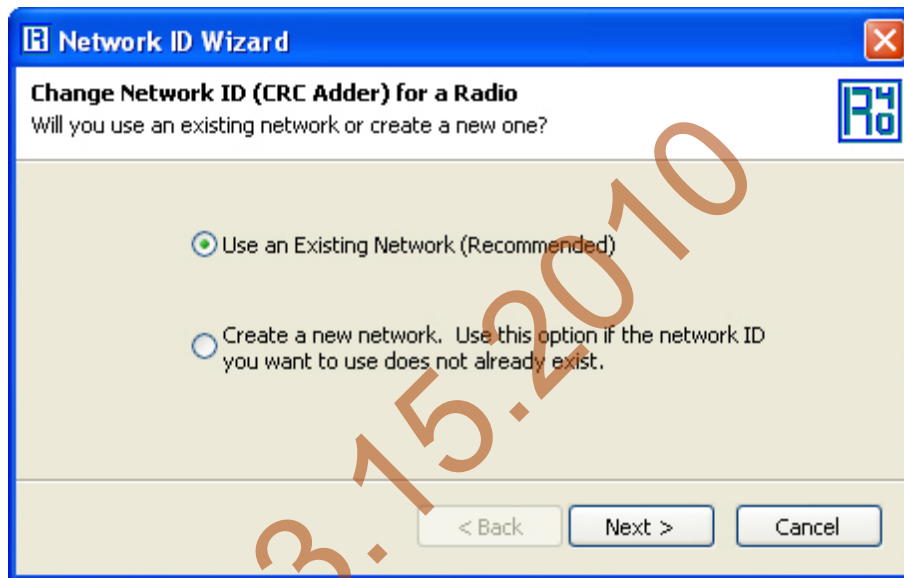 Network ID Wizard
Change Network ID (CRC Adder) for a Radio
Will you use an existing network or create a new one?
R40
Use an Existing Network (Recommended)
Create a new network. Use this option if the network ID
you want to use does not already exist.
< Back Next > Cancel
3.15.2010